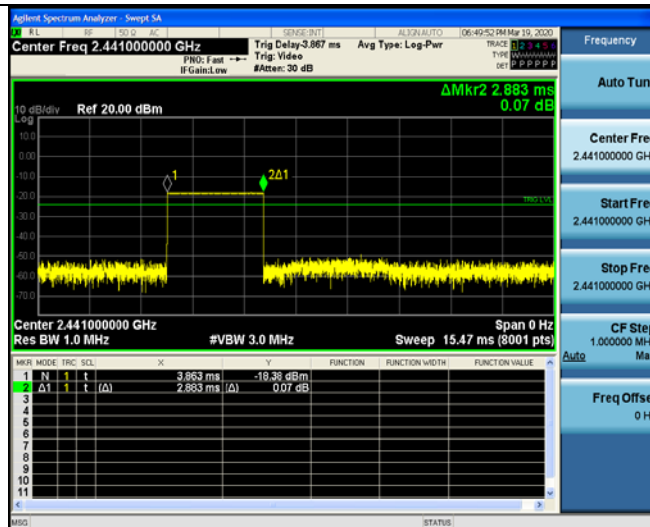 Agilent Spectrum Analyzer - Swept SA
RL RF 50 Ω AC SENSE:INT ALIGNAUTO 06:49:52 PM Mar 19, 2020
Center Freq 2.441000000 GHz
PNO: Fast
IFGain:Low
Trig Delay-3.867 ms
Trig: Video
#Atten: 30 dB
Avg Type: Log-Pwr
TRACE 1 2 3 4 5 6
TYPE
DET P P P P P P
ΔMkr2 2.883 ms
0.07 dB
10 dB/div Ref 20.00 dBm
Log
10.0
0.00
-10.0
-20.0
-30.0
-40.0
-50.0
-60.0
-70.0
1
2Δ1
TRIG LVL
Center 2.441000000 GHz Span 0 Hz
Res BW 1.0 MHz #VBW 3.0 MHz Sweep 15.47 ms (8001 pts)
MKR MODE TRC SCL X Y FUNCTION FUNCTION WIDTH FUNCTION VALUE
1 N 1 t 3.863 ms -18.38 dBm
2 Δ1 1 t (Δ) 2.883 ms (Δ) 0.07 dB
3
4
5
6
7
8
9
10
11
MSG STATUS
Frequency
Auto Tun
Center Fre
2.441000000 GH
Start Fre
2.441000000 GH
Stop Fre
2.441000000 GH
CF Step
1.000000 MH
Auto Ma
Freq Offse
0 H